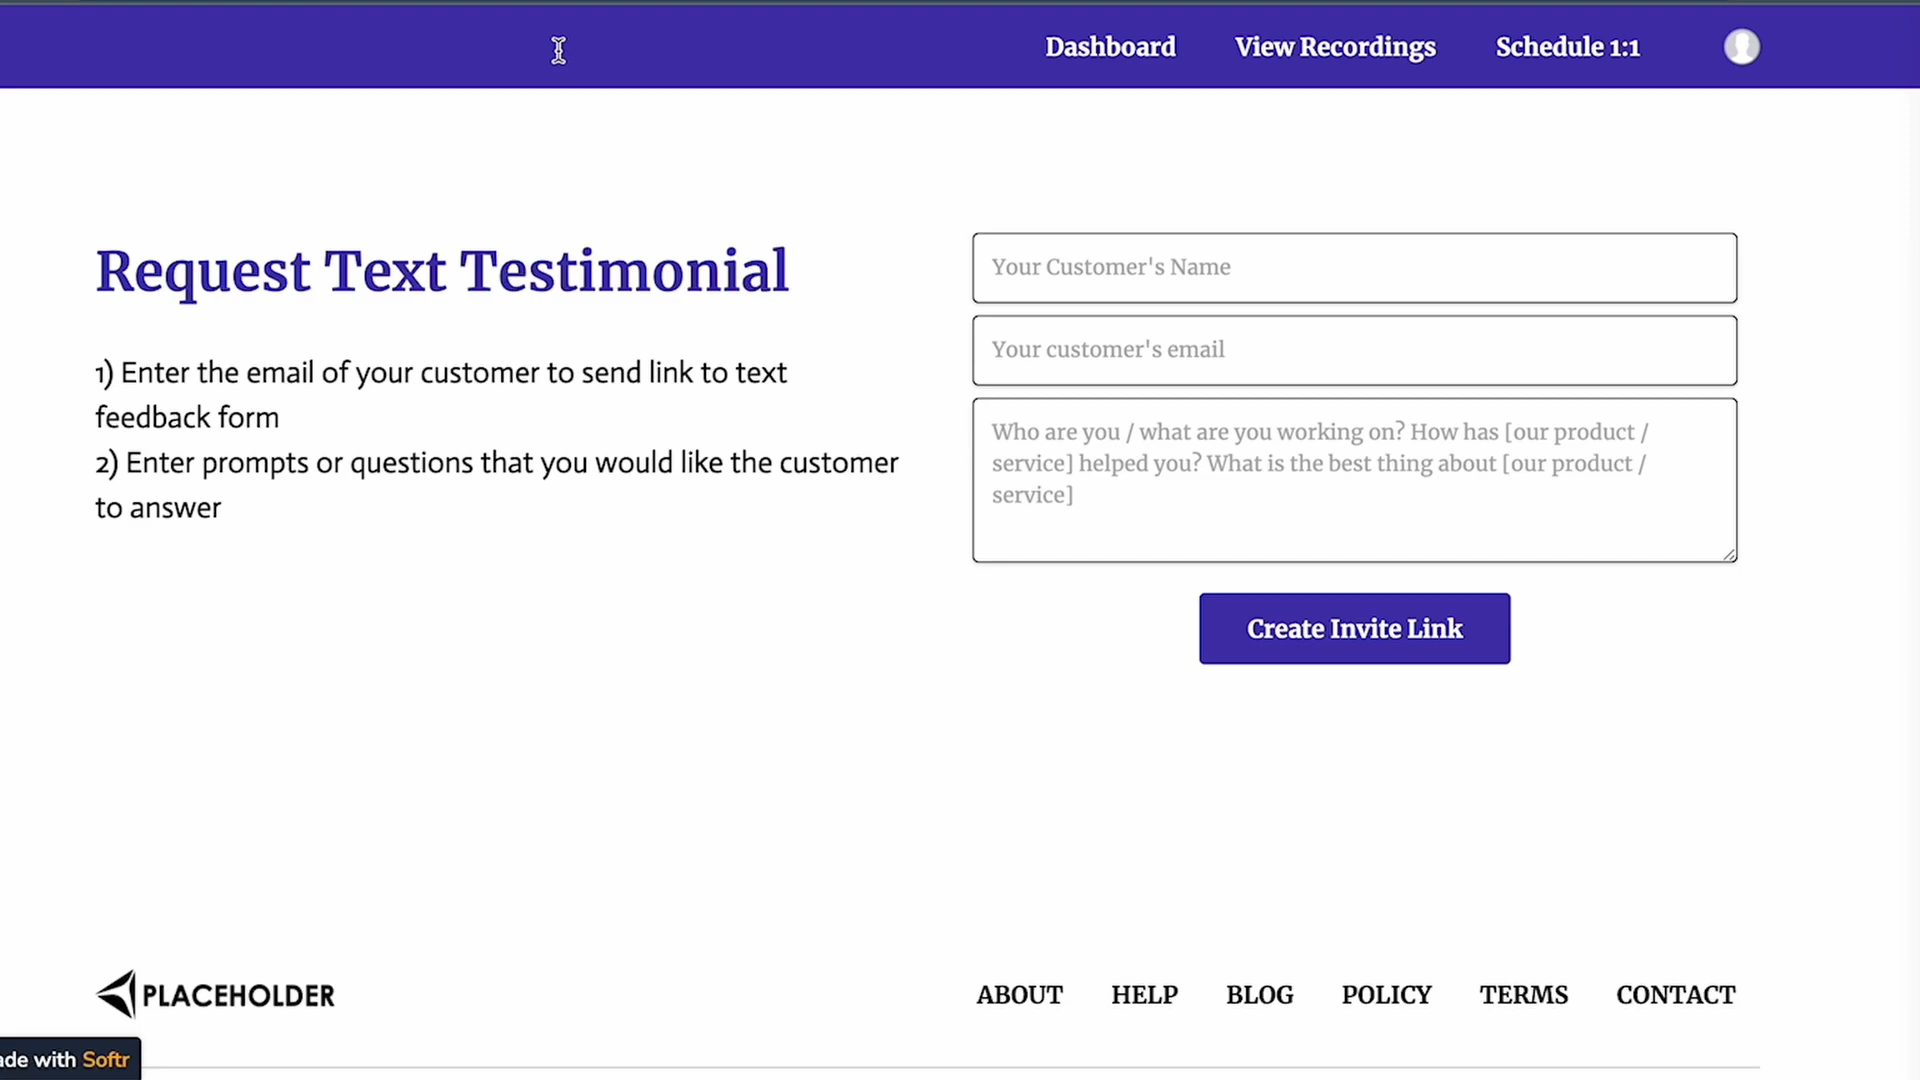 Dashboard
View Recordings
Schedule 1:1
Request Text Testimonial
1) Enter the email of your customer to send link to text
feedback form
2) Enter prompts or questions that you would like the customer
to answer
Your Customer's Name
Your customer's email
Who are you / what are you working on? How has [our product /
service] helped you? What is the best thing about [our product /
service]
Create Invite Link
PLACEHOLDER
ABOUT
HELP
BLOG
POLICY
TERMS
CONTACT
ade with Softr